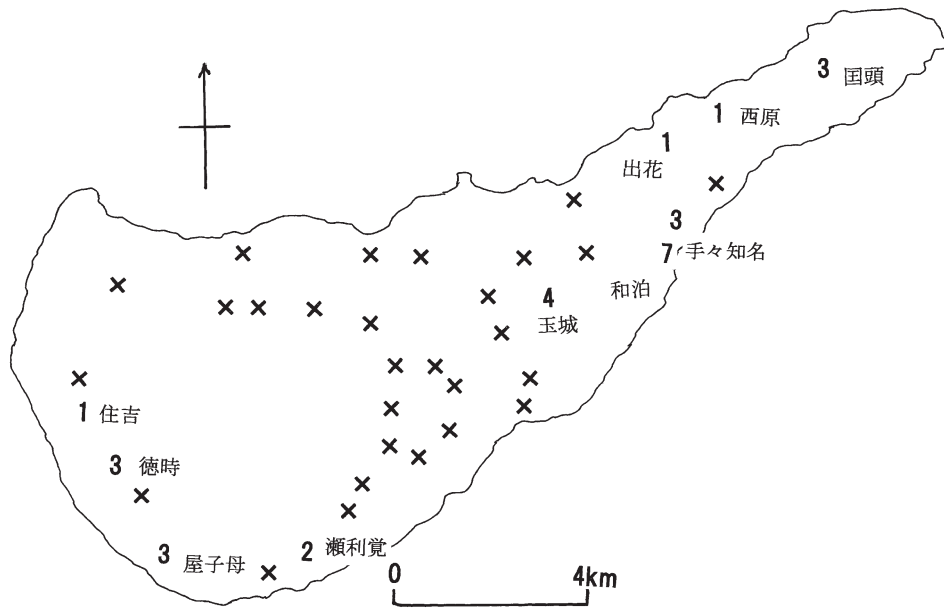 3 国頭
1 西原
1
出花
3
7 手々知名
和泊
4
玉城
1 住吉
3 徳時
3 屋子母
2 瀬利覚
0 4km